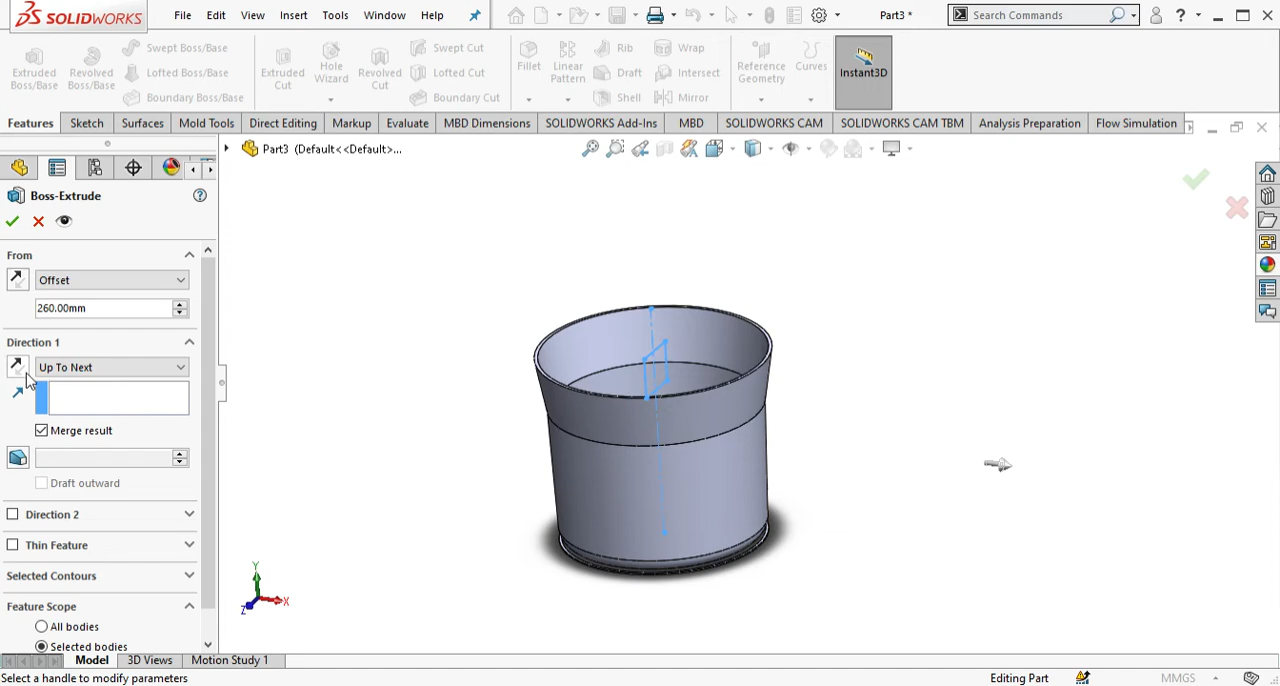 SOLIDWORKS File Edit View Insert Tools Window Help Part3 * Search Commands ?
Extruded Boss/Base
Revolved Boss/Base
Swept Boss/Base
Lofted Boss/Base
Boundary Boss/Base
Extruded Cut
Hole Wizard
Revolved Cut
Swept Cut
Lofted Cut
Boundary Cut
Fillet
Linear Pattern
Rib
Draft
Shell
Wrap
Intersect
Mirror
Reference Geometry
Curves
Instant3D
Features Sketch Surfaces Mold Tools Direct Editing Markup Evaluate MBD Dimensions SOLIDWORKS Add-Ins MBD SOLIDWORKS CAM SOLIDWORKS CAM TBM Analysis Preparation Flow Simulation
Part3 (Default<<Default>...
Boss-Extrude
From
Offset
260.00mm
Direction 1
Up To Next
Merge result
Draft outward
Direction 2
Thin Feature
Selected Contours
Feature Scope
All bodies
Selected bodies
Y
X
Z
Model 3D Views Motion Study 1
Select a handle to modify parameters Editing Part MMGS